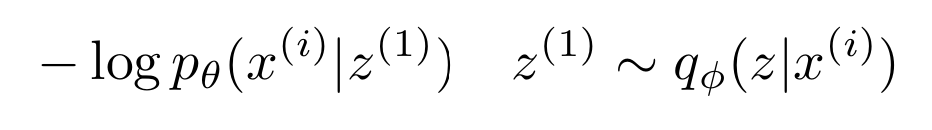 − log p_θ(x^(i)|z^(1))   z^(1) ∼ q_ϕ(z|x^(i))